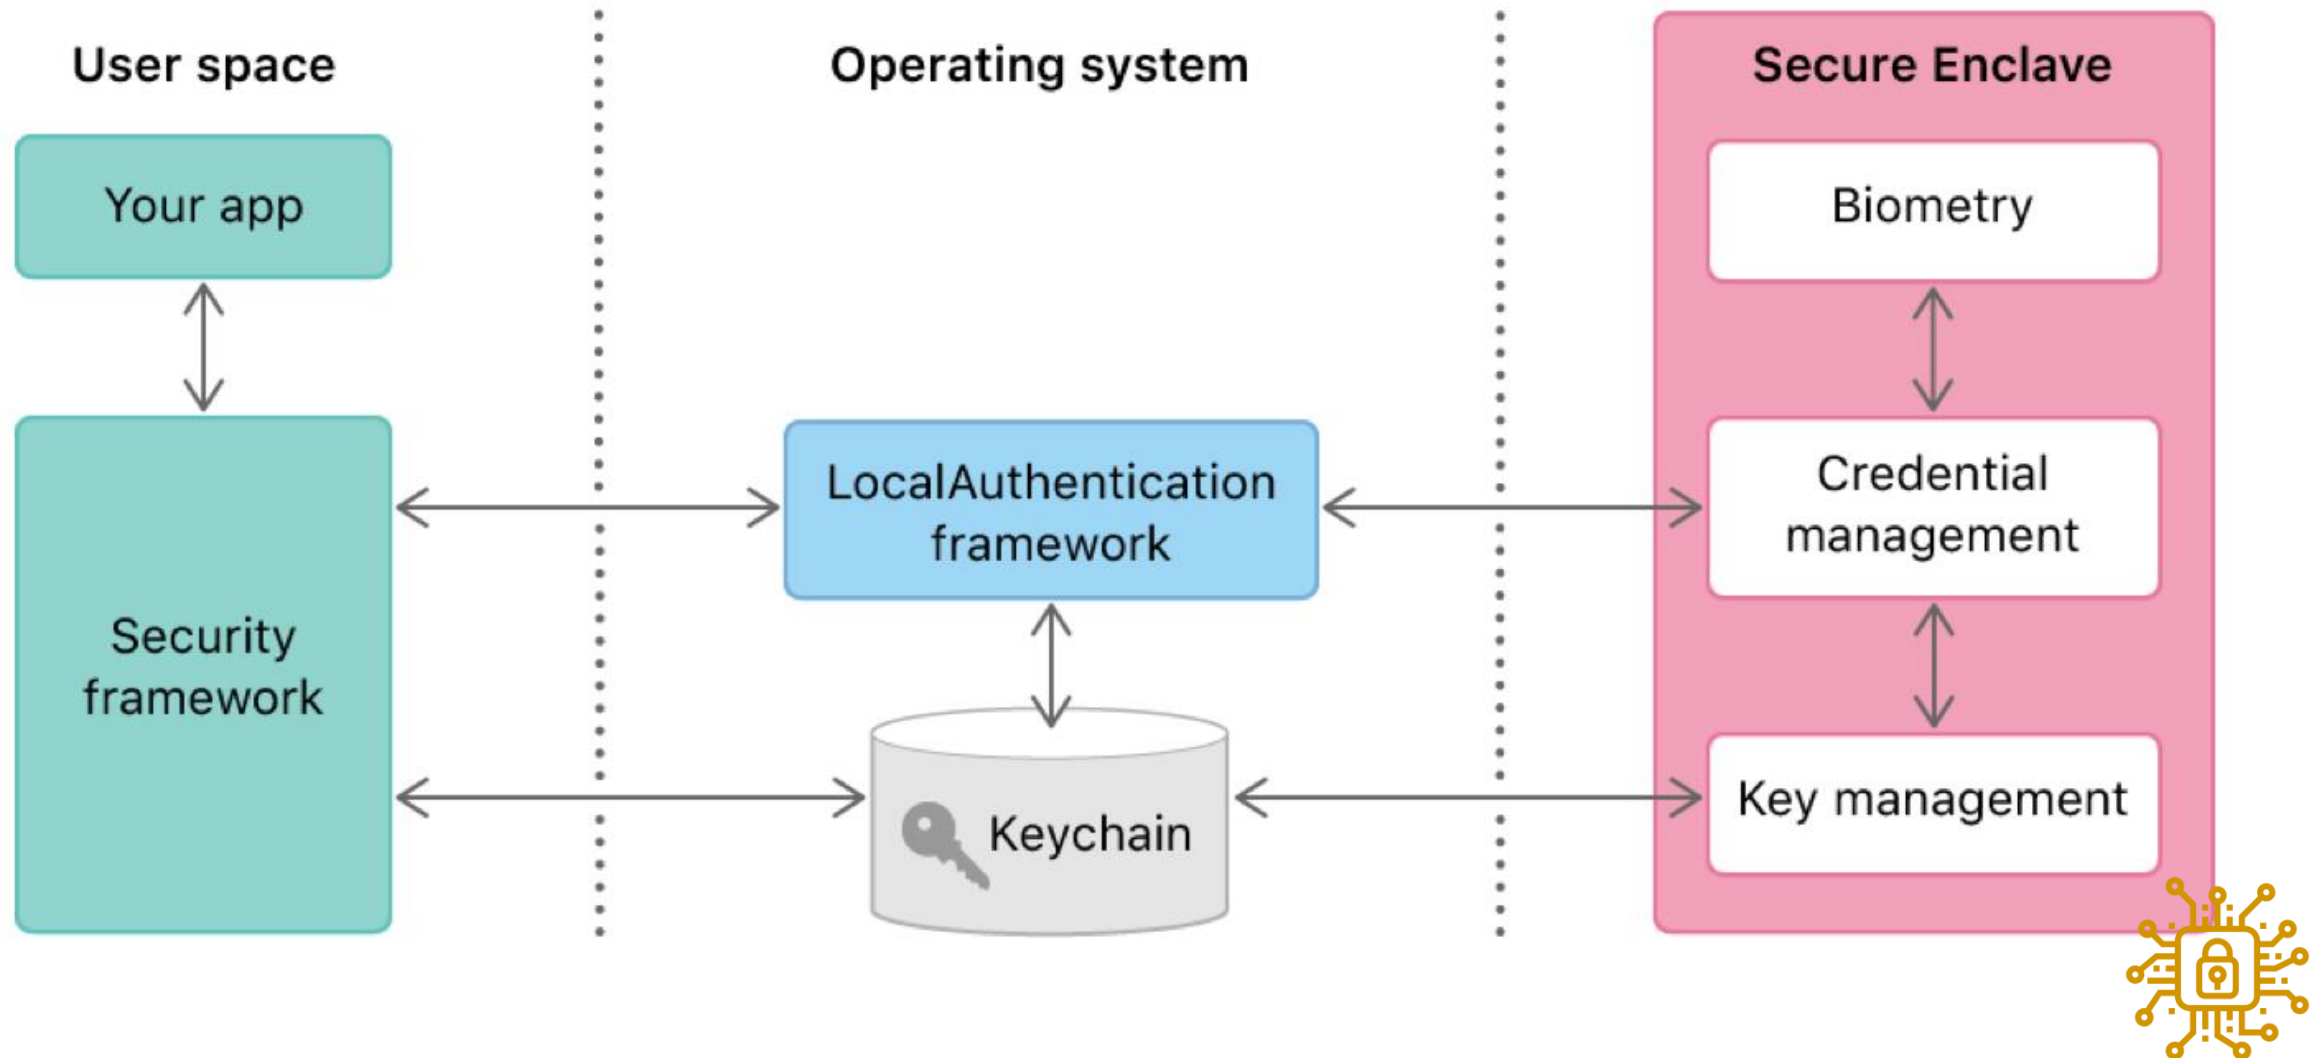 User space
Operating system
Secure Enclave
Your app
Biometry
LocalAuthentication
framework
Credential
management
Security
framework
Keychain
Key management